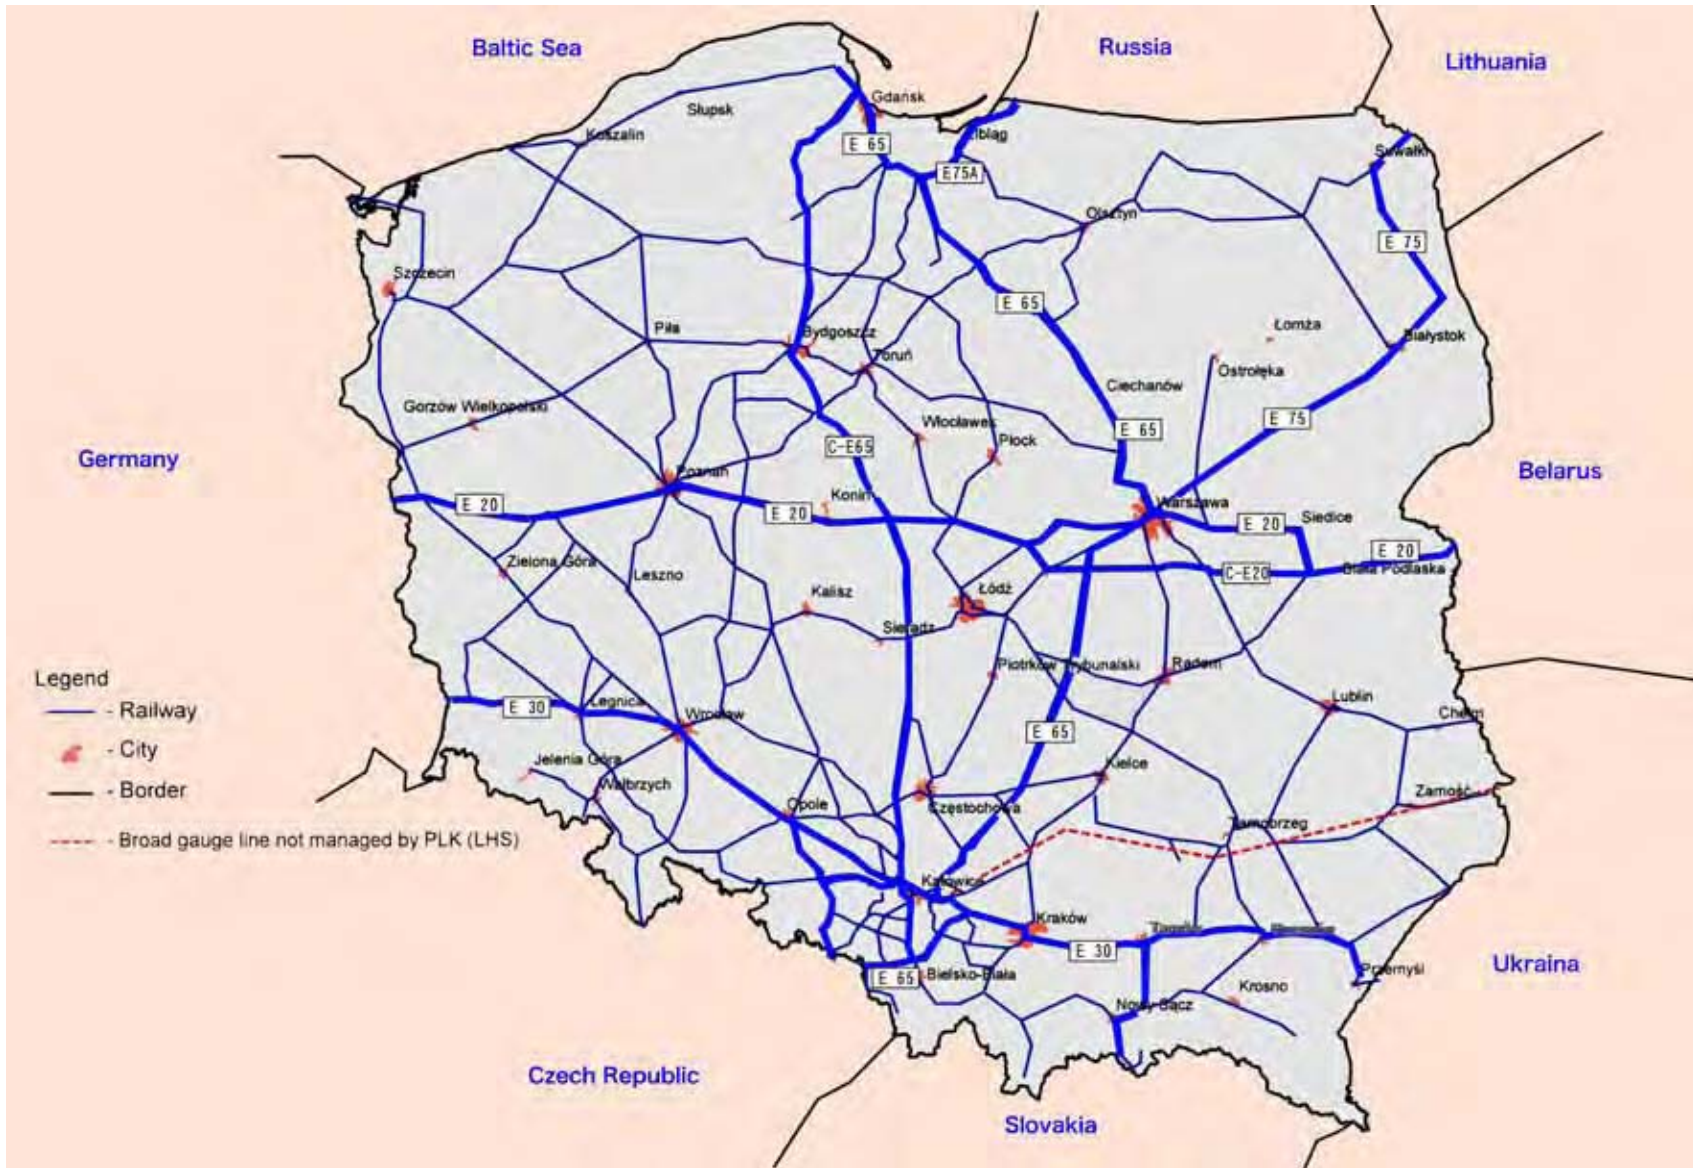 Baltic Sea
Russia
Lithuania
Gdańsk
Słupsk
Koszalin
E 65
Elbląg
E75A
Suwałki
Olsztyn
E 75
Szczecin
E 65
Piła
Bydgoszcz
Łomża
Białystok
Toruń
Ostrołęka
Ciechanów
Gorzów Wielkopolski
Włocławek
E 75
E 65
Płock
C-E65
Germany
Poznań
Belarus
Konin
E 20
E 20
Warszawa
Siedlce
E 20
E 20
Zielona Góra
Leszno
C-E20
Biała Podlaska
Kalisz
Łódź
Sieradz
Piotrków Trybunalski
Radom
Legend
- Railway
- City
- Border
- Broad gauge line not managed by PLK (LHS)
E 30
Legnica
Wrocław
Lublin
Chełm
E 65
Jelenia Góra
Wałbrzych
Kielce
Opole
Częstochowa
Zamość
Tarnobrzeg
Katowice
Kraków
E 30
E 65
Bielsko-Biała
Przemyśl
Ukraina
Krosno
Nowy Sącz
Czech Republic
Slovakia